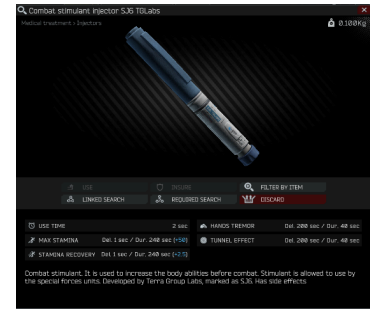 Combat stimulant injector SJ6 TGLabs
Medical treatment > Injectors
0.100Kg
USE
INSURE
FILTER BY ITEM
LINKED SEARCH
REQUIRED SEARCH
DISCARD
USE TIME 2 sec
HANDS TREMOR Del. 200 sec / Dur. 40 sec
MAX STAMINA Del. 1 sec / Dur. 240 sec (+50)
TUNNEL EFFECT Del. 200 sec / Dur. 40 sec
STAMINA RECOVERY Del. 1 sec / Dur. 240 sec (+2.5)
Combat stimulant. It is used to increase the body abilities before combat. Stimulant is allowed to use by
the special forces units. Developed by Terra Group Labs, marked as SJ6. Has side effects